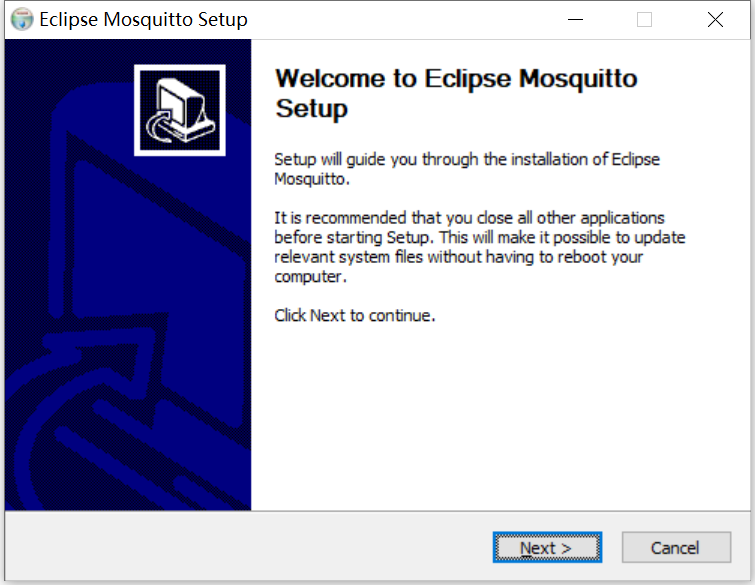 Eclipse Mosquitto Setup
Welcome to Eclipse Mosquitto
Setup
Setup will guide you through the installation of Eclipse
Mosquitto.
It is recommended that you close all other applications
before starting Setup. This will make it possible to update
relevant system files without having to reboot your
computer.
Click Next to continue.
Next >
Cancel